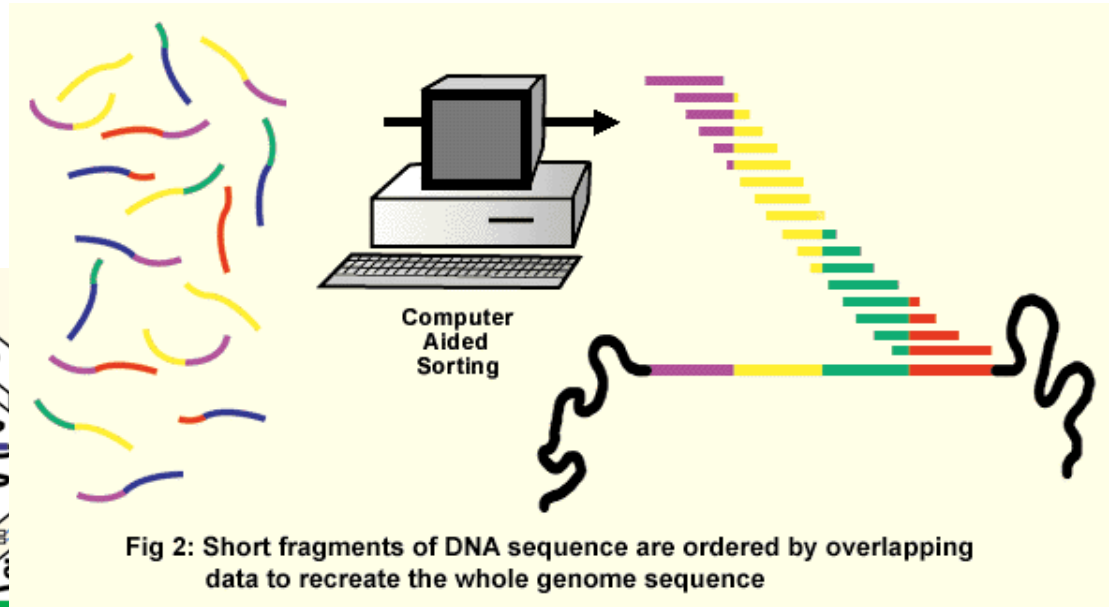 Computer
Aided
Sorting
Fig 2: Short fragments of DNA sequence are ordered by overlapping
data to recreate the whole genome sequence